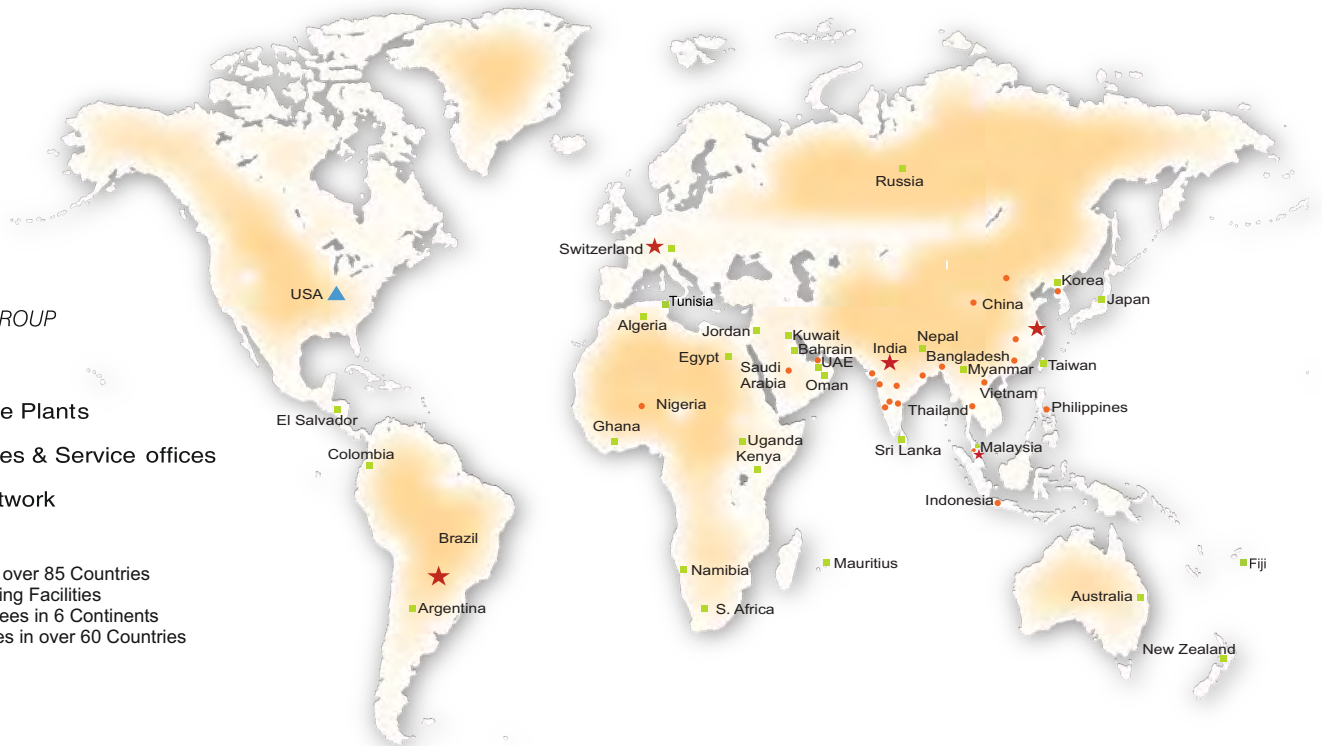 ROUP
e Plants
es & Service offices
twork
over 85 Countries
ing Facilities
ees in 6 Continents
es in over 60 Countries
Russia
Switzerland
USA
Tunisia
Algeria
Jordan
Egypt
Kuwait
Bahrain
UAE
Saudi
Arabia
Oman
India
Nepal
Bangladesh
Myanmar
China
Korea
Japan
Taiwan
Vietnam
Thailand
Philippines
Sri Lanka
Malaysia
Indonesia
Nigeria
Ghana
Uganda
Kenya
El Salvador
Colombia
Brazil
Argentina
Namibia
S. Africa
Mauritius
Fiji
Australia
New Zealand